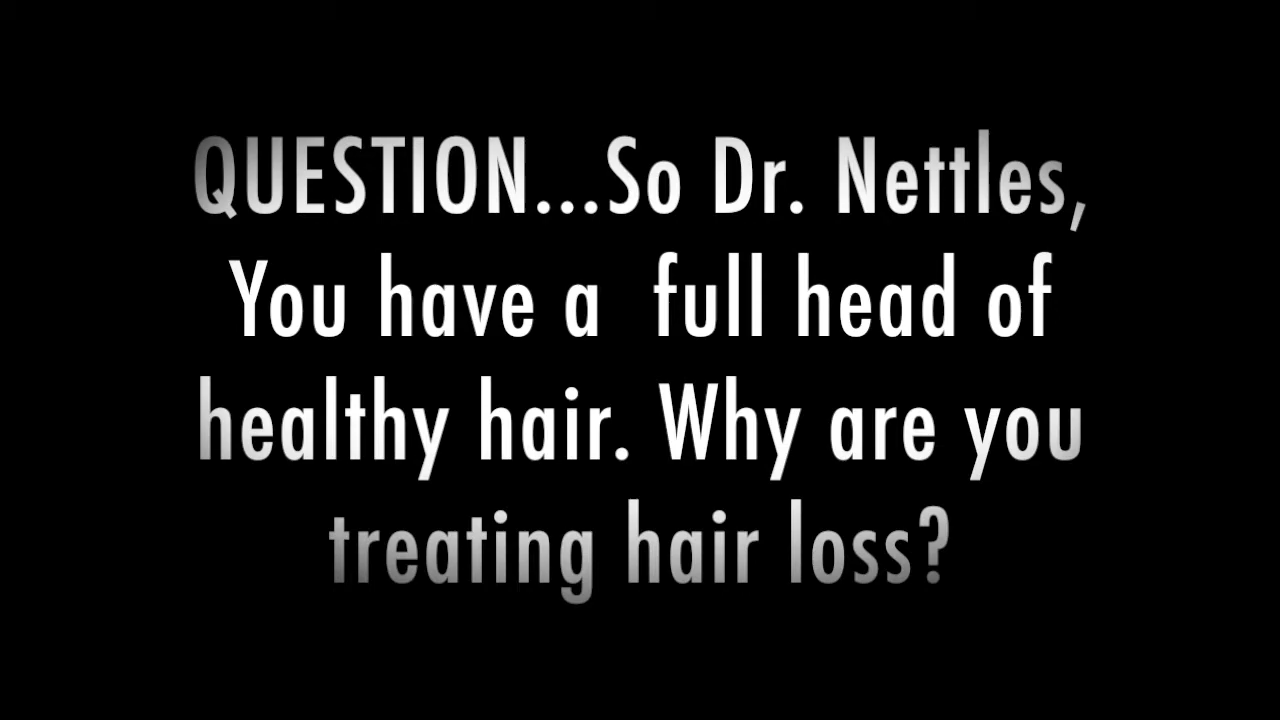 QUESTION...So Dr. Nettles,
You have a  full head of
healthy hair. Why are you
treating hair loss?